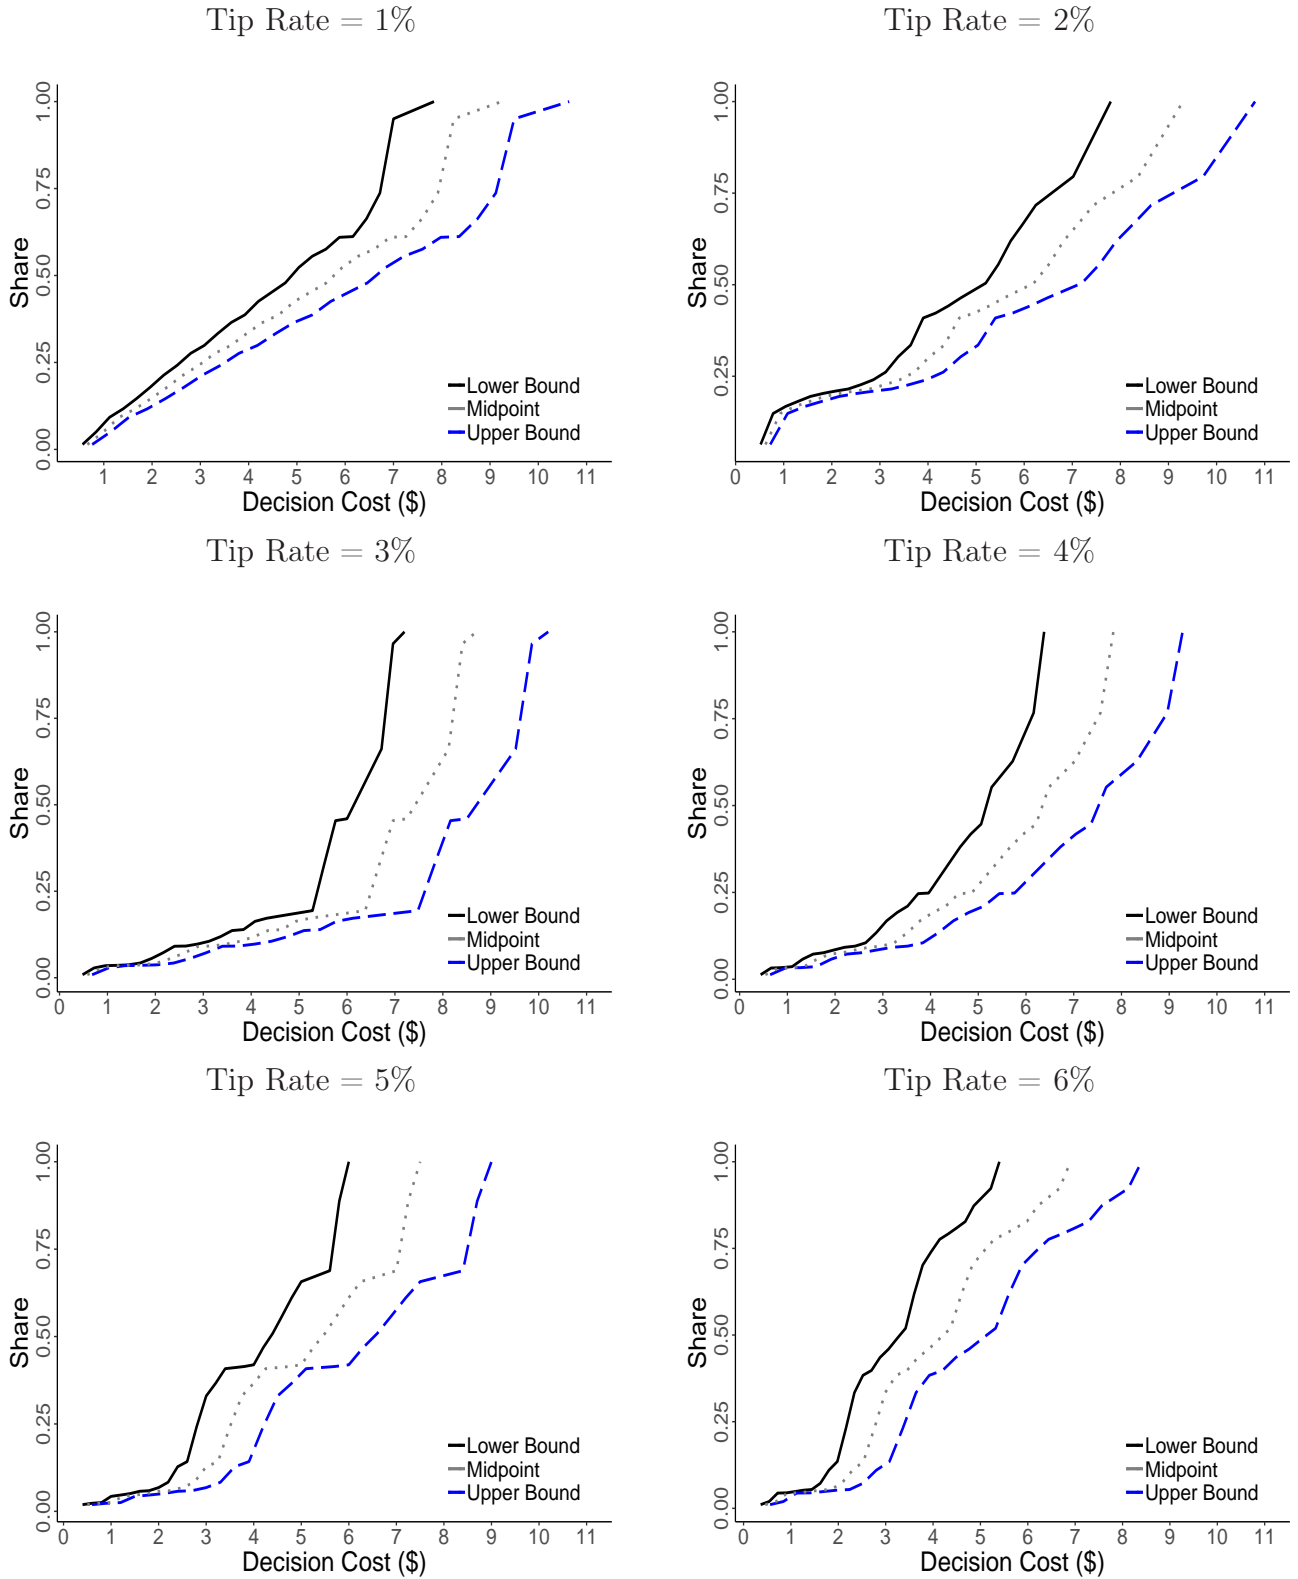 Tip Rate = 1%
1.00
0.75
0.50
0.25
0.00
Share
Lower Bound
Midpoint
Upper Bound
1 2 3 4 5 6 7 8 9 10 11
Decision Cost ($)
Tip Rate = 2%
1.00
0.75
0.50
0.25
Share
Lower Bound
Midpoint
Upper Bound
0 1 2 3 4 5 6 7 8 9 10 11
Decision Cost ($)
Tip Rate = 3%
1.00
0.75
0.50
0.25
0.00
Share
Lower Bound
Midpoint
Upper Bound
0 1 2 3 4 5 6 7 8 9 10 11
Decision Cost ($)
Tip Rate = 4%
1.00
0.75
0.50
0.25
0.00
Share
Lower Bound
Midpoint
Upper Bound
0 1 2 3 4 5 6 7 8 9 10 11
Decision Cost ($)
Tip Rate = 5%
1.00
0.75
0.50
0.25
0.00
Share
Lower Bound
Midpoint
Upper Bound
0 1 2 3 4 5 6 7 8 9 10 11
Decision Cost ($)
Tip Rate = 6%
1.00
0.75
0.50
0.25
0.00
Share
Lower Bound
Midpoint
Upper Bound
0 1 2 3 4 5 6 7 8 9 10 11
Decision Cost ($)